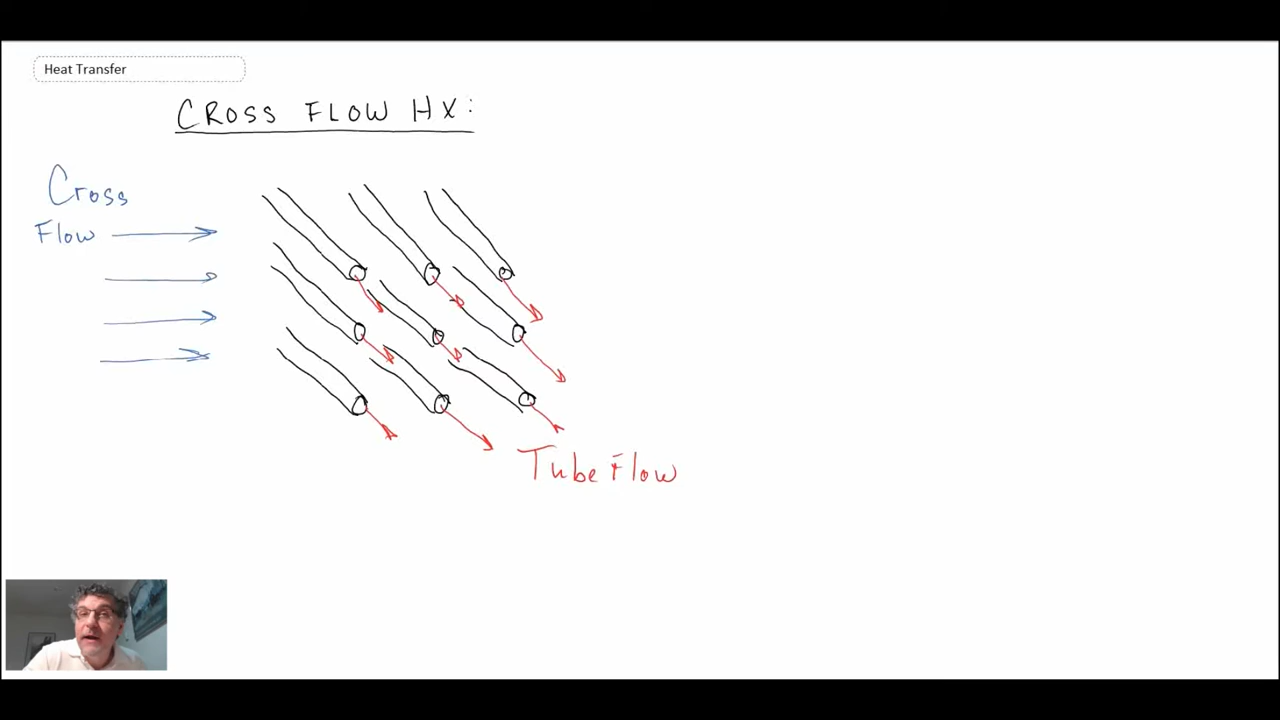 Heat Transfer
CROSS FLOW HX:
Cross
Flow
Tube Flow